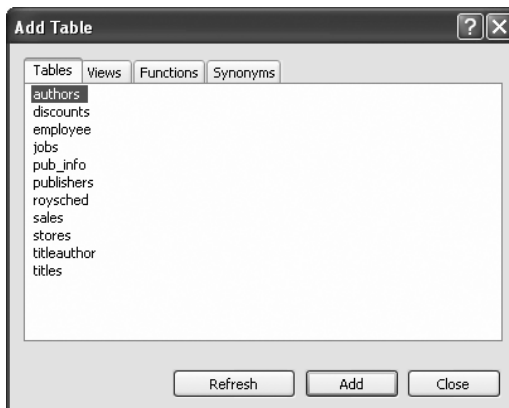 Add Table
Tables Views Functions Synonyms
authors
discounts
employee
jobs
pub_info
publishers
roysched
sales
stores
titleauthor
titles
Refresh Add Close